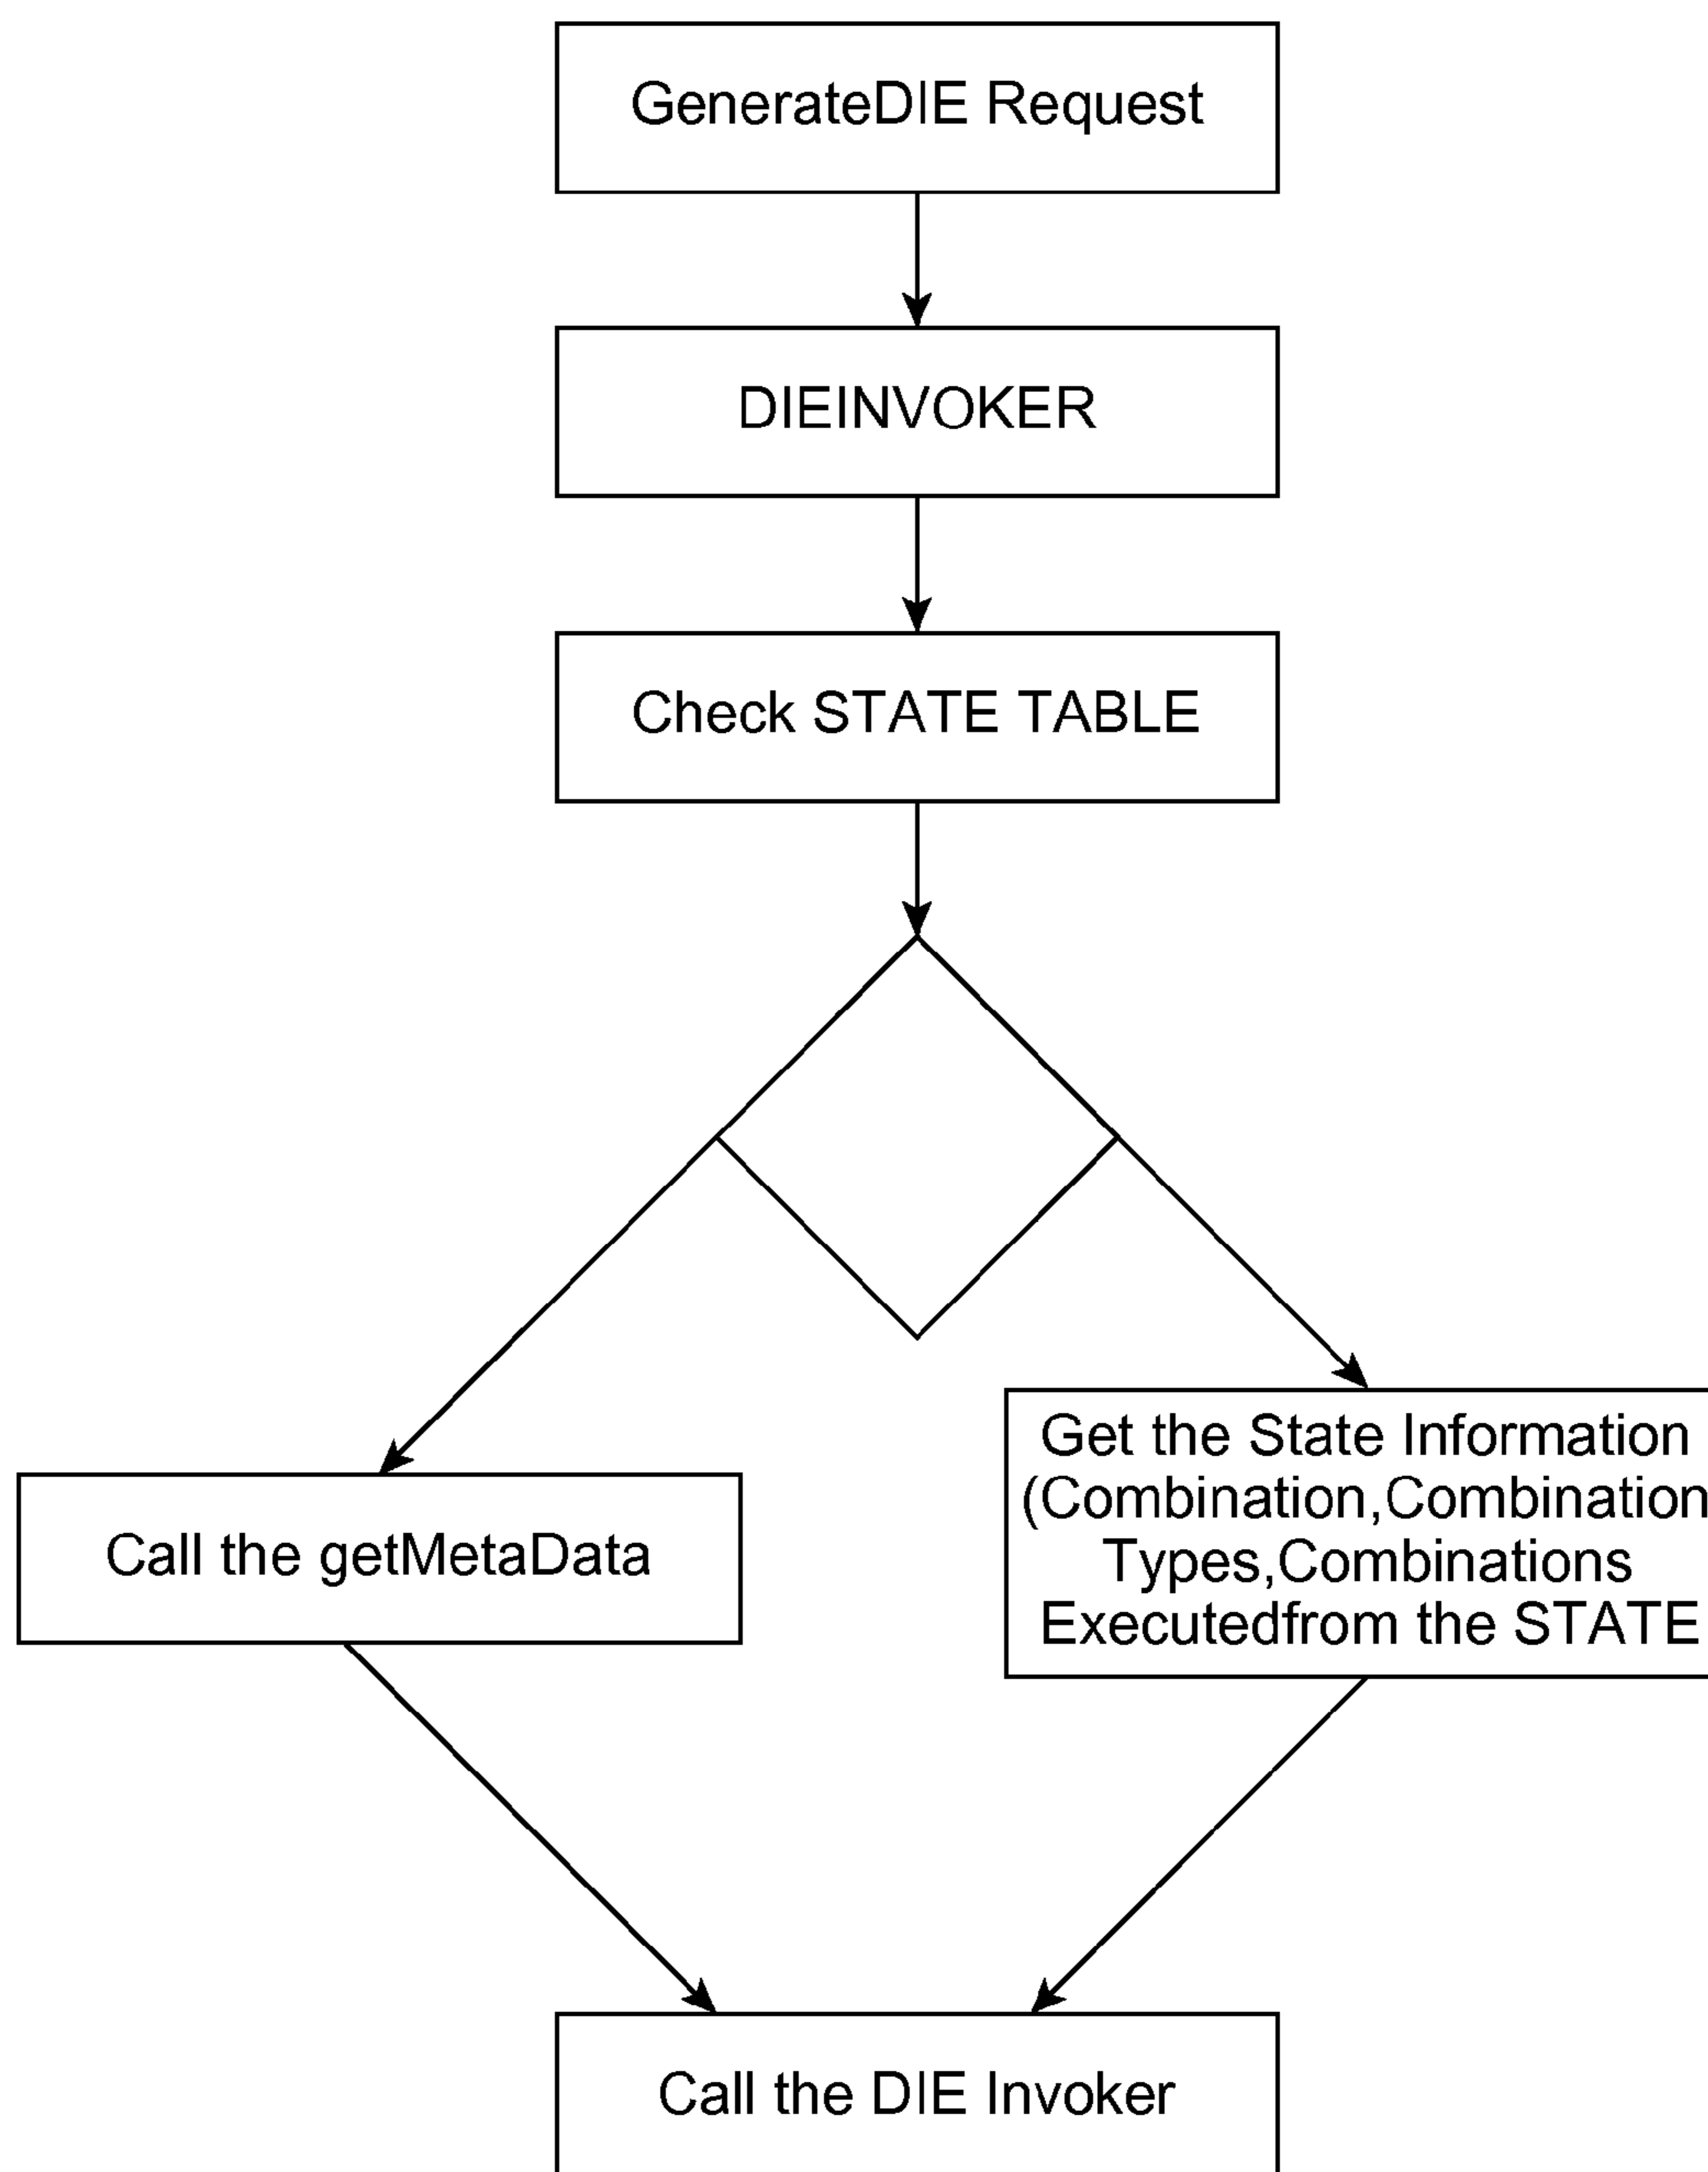 GenerateDIE Request
DIEINVOKER
Check STATE TABLE
Get the State Information
(Combination,Combination
Types,Combinations
Executedfrom the STATE
Call the getMetaData
Call the DIE Invoker